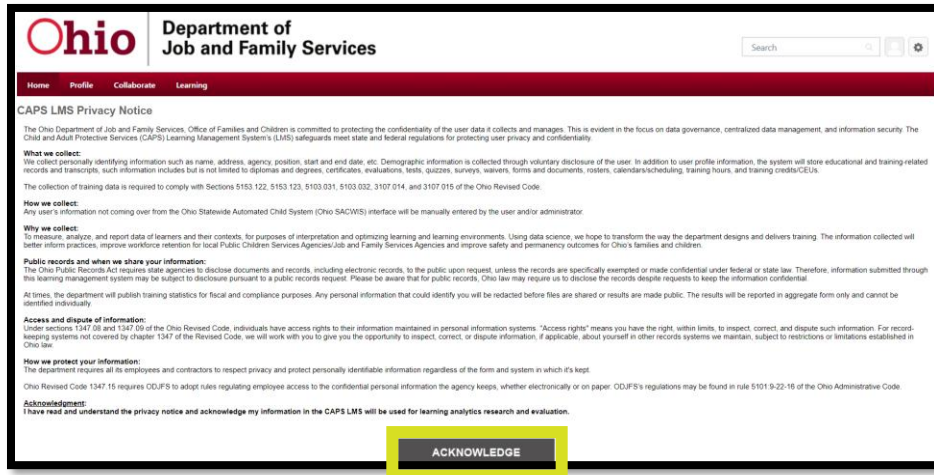 Ohio
Department of
Job and Family Services
Search
Home Profile Collaborate Learning
CAPS LMS Privacy Notice
The Ohio Department of Job and Family Services, Office of Families and Children is committed to protecting the confidentiality of the user data it collects and manages. This is evident in the focus on data governance, centralized data management, and information security. The
Child and Adult Protective Services (CAPS) Learning Management System's (LMS) safeguards meet state and federal regulations for protecting user privacy and confidentiality.
What we collect:
We collect personally identifying information such as name, address, agency, position, start and end date, etc. Demographic information is collected through voluntary disclosure of the user. In addition to user profile information, the system will store educational and training-related
records and transcripts, such information includes but is not limited to diplomas and degrees, certificates, evaluations, tests, quizzes, surveys, waivers, forms and documents, rosters, calendars/scheduling, training hours, and training credits/CEUs.
The collection of training data is required to comply with Sections 5153.122, 5153.123, 5103.031, 5103.032, 3107.014, and 3107.015 of the Ohio Revised Code.
How we collect:
Any user's information not coming over from the Ohio Statewide Automated Child System (Ohio SACWIS) interface will be manually entered by the user and/or administrator.
Why we collect:
To measure, analyze, and report data of learners and their contexts, for purposes of interpretation and optimizing learning and learning environments. Using data science, we hope to transform the way the department designs and delivers training. The information collected will
better inform practices, improve workforce retention for local Public Children Services Agencies/Job and Family Services Agencies and improve safety and permanency outcomes for Ohio's families and children.
Public records and when we share your information:
The Ohio Public Records Act requires state agencies to disclose documents and records, including electronic records, to the public upon request, unless the records are specifically exempted or made confidential under federal or state law. Therefore, information submitted through
this learning management system may be subject to disclosure pursuant to a public records request. Please be aware that for public records, Ohio law may require us to disclose the records despite requests to keep the information confidential.
At times, the department will publish training statistics for fiscal and compliance purposes. Any personal information that could identify you will be redacted before files are shared or results are made public. The results will be reported in aggregate form only and cannot be
identified individually.
Access and dispute of information:
Under sections 1347.08 and 1347.09 of the Ohio Revised Code, individuals have access rights to their information maintained in personal information systems. "Access rights" means you have the right, within limits, to inspect, correct, and dispute such information. For record-
keeping systems not covered by chapter 1347 of the Revised Code, we will work with you to give you the opportunity to inspect, correct, or dispute information, if applicable, about yourself in other records systems we maintain, subject to restrictions or limitations established in
Ohio law.
How we protect your information:
The department requires all its employees and contractors to respect privacy and protect personally identifiable information regardless of the form and system in which it's kept.
Ohio Revised Code 1347.15 requires ODJFS to adopt rules regulating employee access to the confidential personal information the agency keeps, whether electronically or on paper. ODJFS's regulations may be found in rule 5101:9-22-16 of the Ohio Administrative Code.
Acknowledgment:
I have read and understand the privacy notice and acknowledge my information in the CAPS LMS will be used for learning analytics research and evaluation.
ACKNOWLEDGE